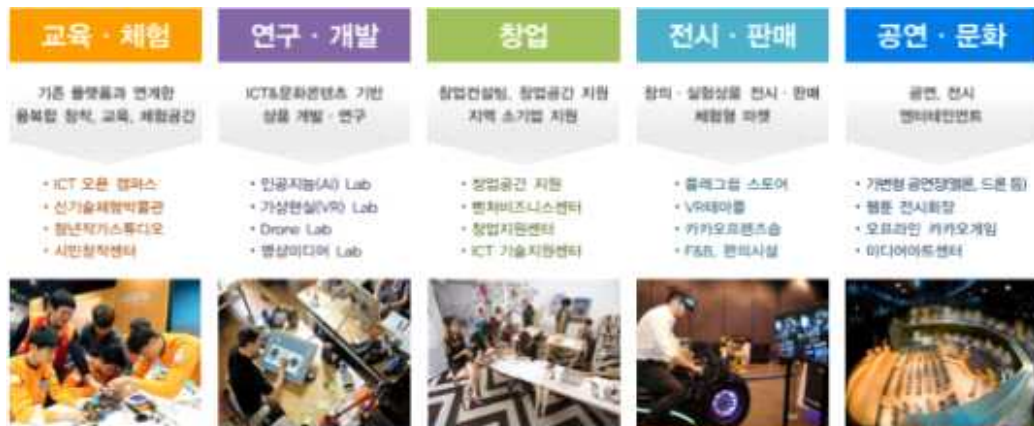 교육 · 체험
기존 플랫폼과 연계한
융복합 창작, 교육, 체험공간
• ICT 오픈 캠퍼스
• 신기술체험박물관
• 청년작가스튜디오
• 시민창작센터
연구 · 개발
ICT&문화콘텐츠 기반
상품 개발 · 연구
• 인공지능(AI) Lab
• 가상현실(VR) Lab
• Drone Lab
• 영상미디어 Lab
창업
창업컨설팅, 창업공간 지원
지역 소기업 지원
• 창업공간 지원
• 벤처비즈니스센터
• 창업지원센터
• ICT 기술지원센터
전시 · 판매
창의 · 실험상품 전시 · 판매
체험형 마켓
• 플래그쉽 스토어
• VR테마몰
• 카카오프렌즈숍
• F&B, 편의시설
공연 · 문화
공연, 전시
엔터테인먼트
• 가변형 공연장(멜론, 드론 등)
• 웹툰 전시회장
• 오프라인 카카오게임
• 미디어아트센터